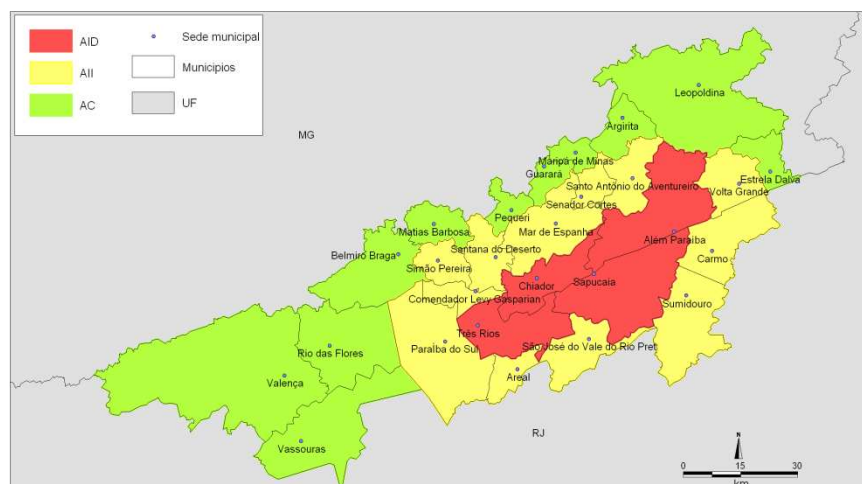 AID
Sede municipal
AII
Municipios
AC
UF
MG
Leopoldina
Argirita
Maripá de Minas
Guarará
Estrela Dalva
Santo Antônio do Aventureiro
Volta Grande
Senador Cortes
Pequeri
Matias Barbosa
Mar de Espanha
Além Paraíba
Santana do Deserto
Belmiro Braga
Carmo
Simão Pereira
Chiador
Sapucaia
Comendador Levy Gasparian
Sumidouro
Três Rios
Paraíba do Sul
São José do Vale do Rio Pret
Rio das Flores
Areal
Valença
RJ
Vassouras
N
0 15 30
km